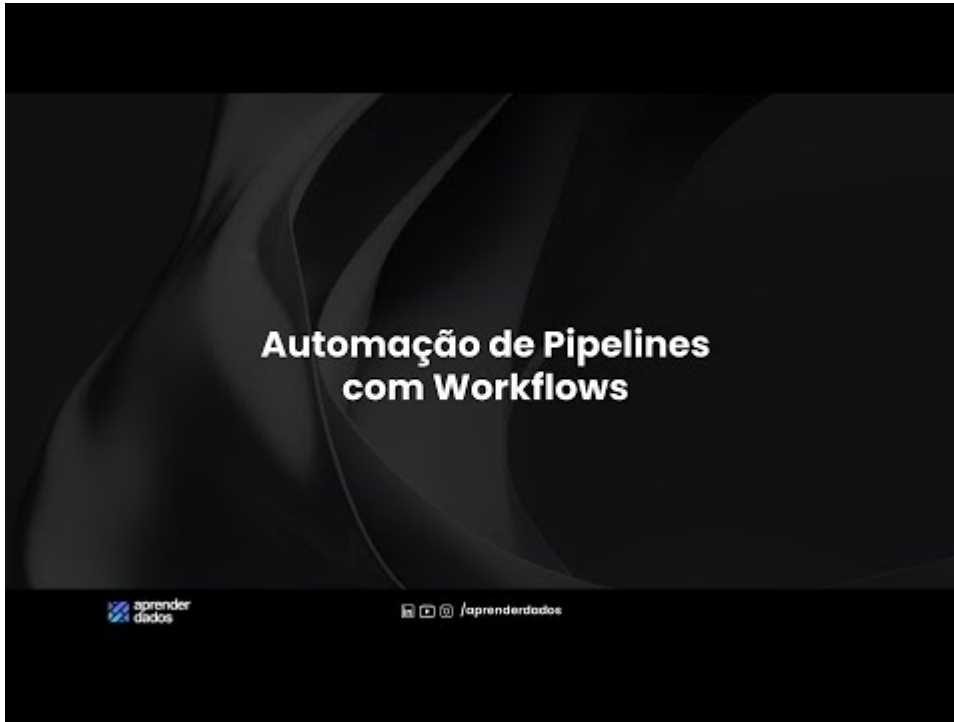 Automação de Pipelines
com Workflows
aprender
dados
/aprenderdados